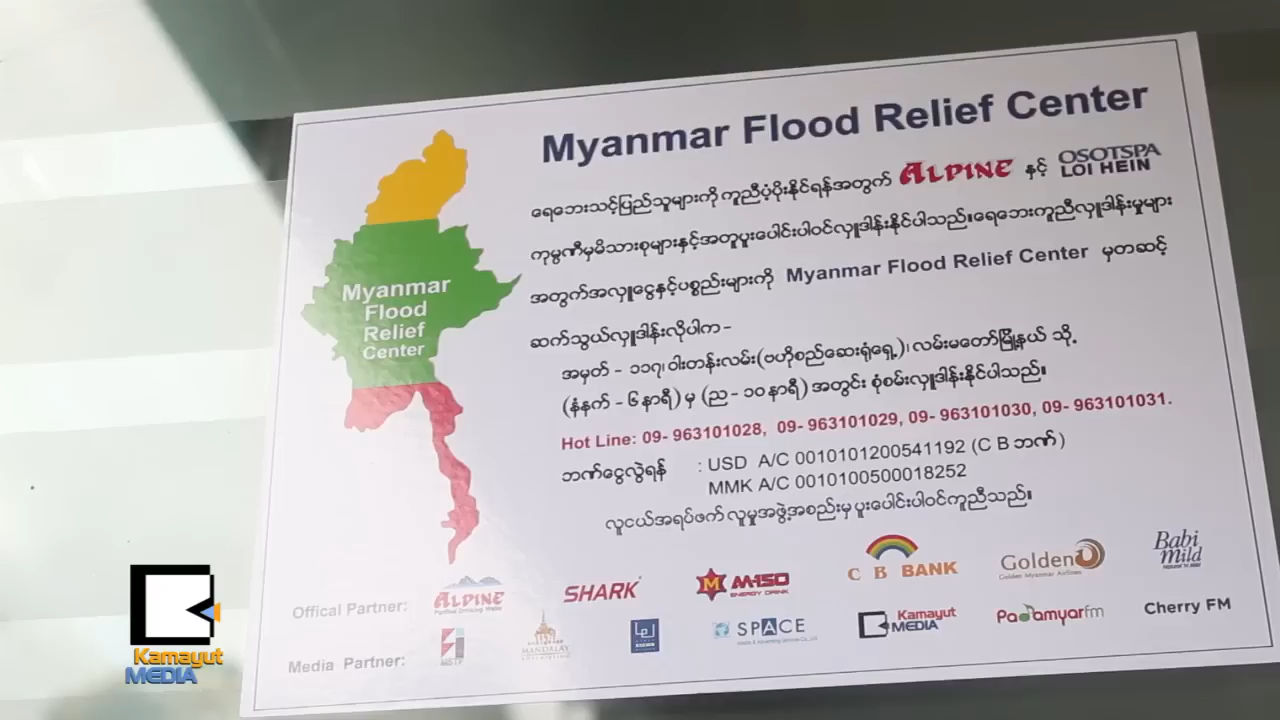 Myanmar Flood Relief Center
ရေဘေးသင့်ပြည်သူများကို ကူညီပံ့ပိုးနိုင်ရန်အတွက် ALPINE နှင့် OSOTSPA LOI HEIN
ကုမ္ပဏီမှမိသားစုများနှင့်အတူပူးပေါင်းပါဝင်လှူဒါန်းနိုင်ပါသည်။ရေဘေးကူညီလှူဒါန်းမှုများ
အတွက်အလှူငွေနှင့်ပစ္စည်းများကို Myanmar Flood Relief Center မှတဆင့်
ဆက်သွယ်လှူဒါန်းလိုပါက -
အမှတ် - ၁၁၇၊ ဝါးတန်းလမ်း(ဗဟိုစည်ဆေးရုံရှေ့)၊ လမ်းမတော်မြို့နယ် သို့
(နံနက် - ၆ နာရီ) မှ (ည - ၁၀ နာရီ) အတွင်း စုံစမ်းလှူဒါန်းနိုင်ပါသည်။
Hot Line: 09- 963101028, 09- 963101029, 09- 963101030, 09- 963101031.
ဘဏ်ငွေလွှဲရန် : USD A/C 0010101200541192 (C B ဘဏ်)
MMK A/C 0010100500018252
လူငယ်အရပ်ဖက် လူမှုအဖွဲ့အစည်းမှ ပူးပေါင်းပါဝင်ကူညီသည်။
Myanmar
Flood
Relief
Center
Offical Partner: ALPINE Purified Drinking Water SHARK M-150 ENERGY DRINK C B BANK Golden Golden Myanmar Airlines Babi mild
Media Partner: MSTP MANDALAY SPACE Kamayut MEDIA Padamyarfm Cherry FM
Kamayut
MEDIA